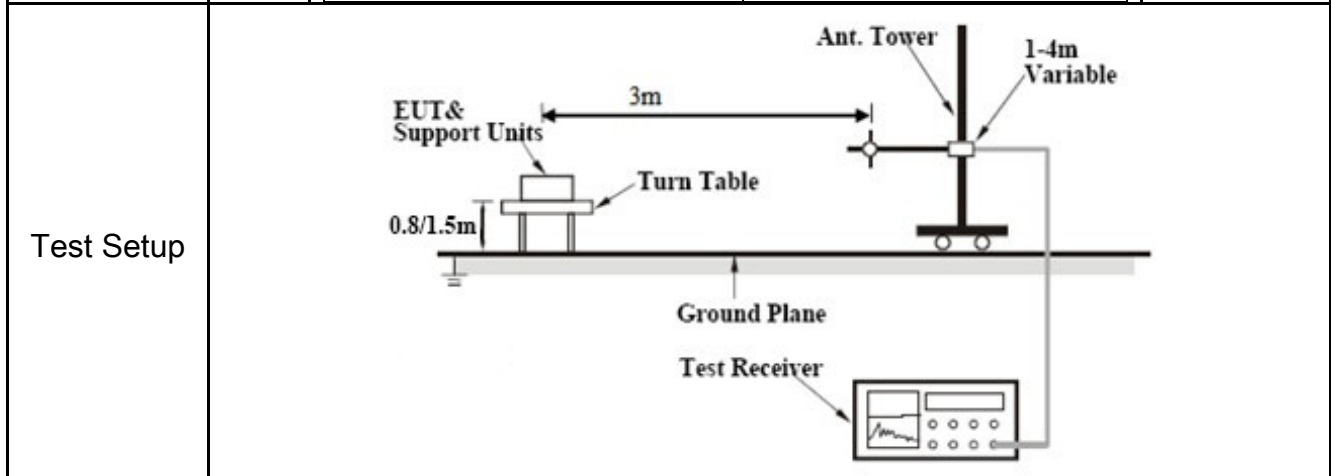 Test Setup
Ant. Tower
1-4m
Variable
3m
EUT&
Support Units
Turn Table
0.8/1.5m
Ground Plane
Test Receiver